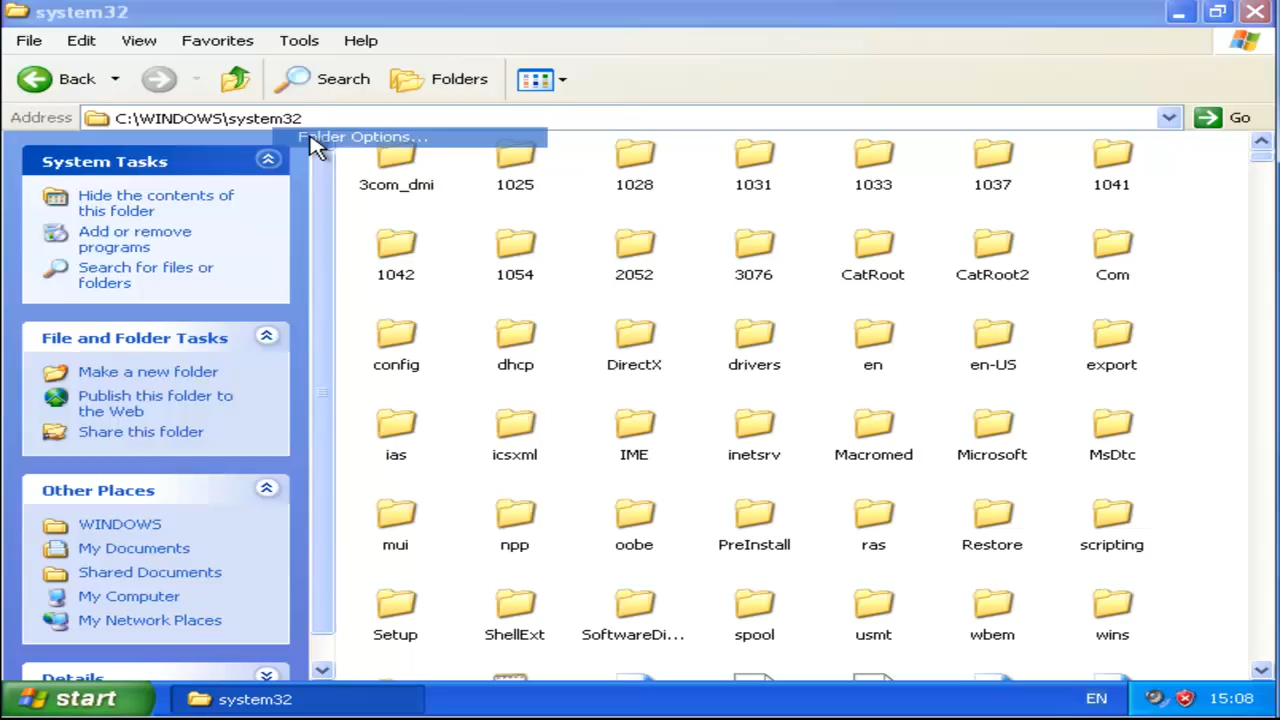 system32
File Edit View Favorites Tools Help
Back Search Folders
Address C:\WINDOWS\system32 Go
Folder Options...
System Tasks
Hide the contents of
this folder
Add or remove
programs
Search for files or
folders
File and Folder Tasks
Make a new folder
Publish this folder to
the Web
Share this folder
Other Places
WINDOWS
My Documents
Shared Documents
My Computer
My Network Places
Details
3com_dmi 1025 1028 1031 1033 1037 1041
1042 1054 2052 3076 CatRoot CatRoot2 Com
config dhcp DirectX drivers en en-US export
ias icsxml IME inetsrv Macromed Microsoft MsDtc
mui npp oobe PreInstall ras Restore scripting
Setup ShellExt SoftwareDi... spool usmt wbem wins
start system32 EN 15:08